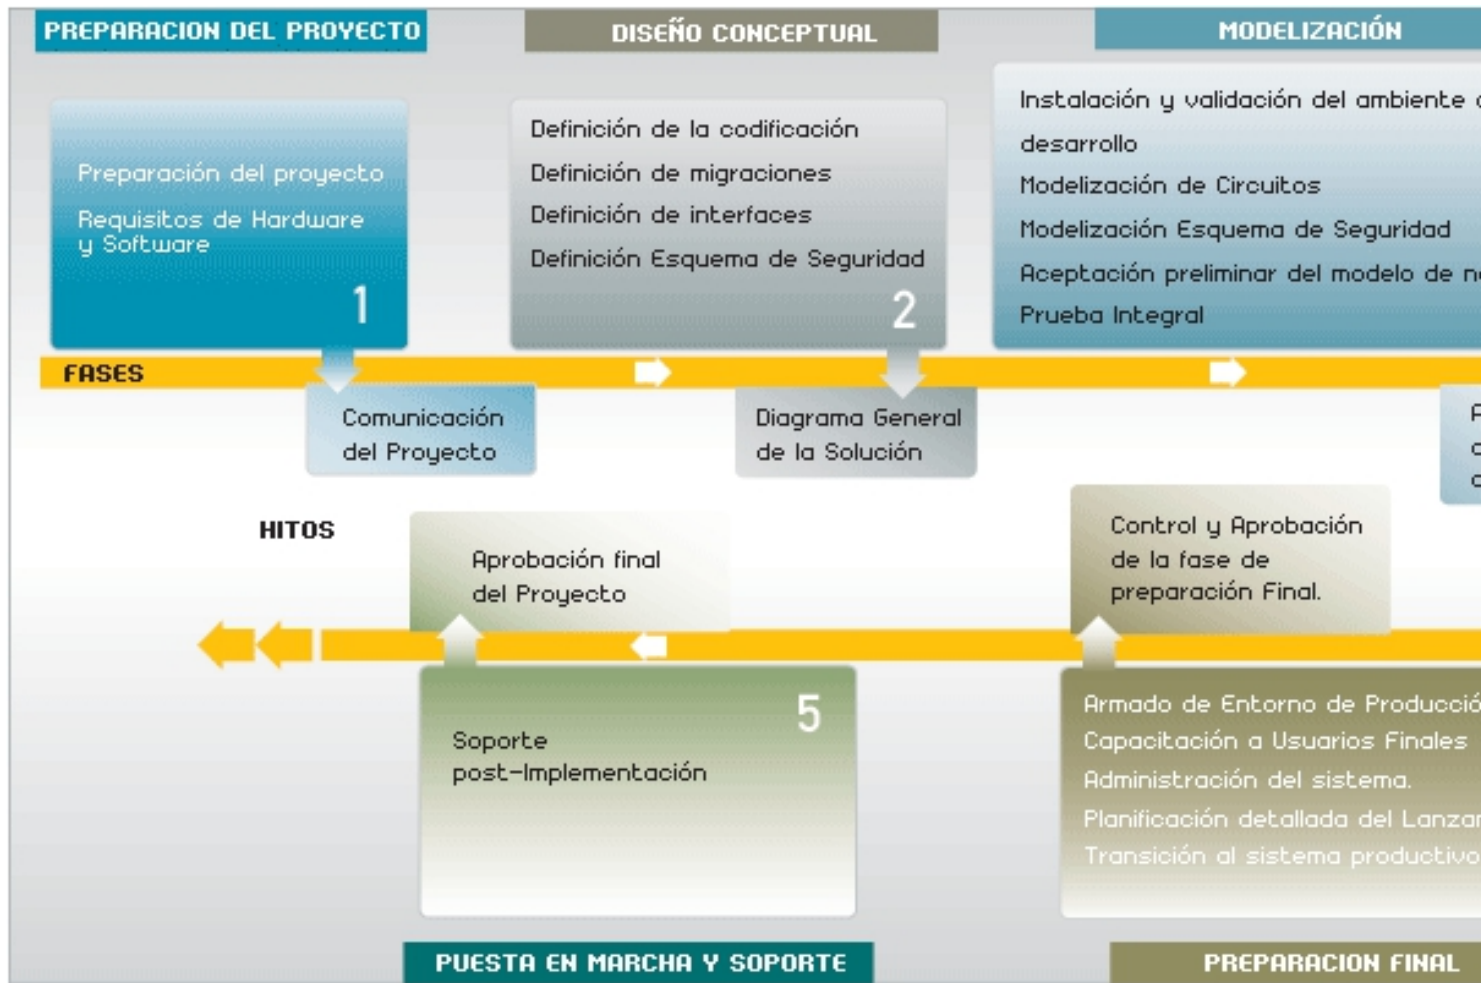 PREPARACION DEL PROYECTO
DISEÑO CONCEPTUAL
MODELIZACIÓN
Preparación del proyecto
Requisitos de Hardware
y Software
1
Definición de la codificación
Definición de migraciones
Definición de interfaces
Definición Esquema de Seguridad
2
Instalación y validación del ambiente
desarrollo
Modelización de Circuitos
Modelización Esquema de Seguridad
Aceptación preliminar del modelo de
Prueba Integral
FASES
Comunicación
del Proyecto
Diagrama General
de la Solución
HITOS
Aprobación final
del Proyecto
Control y Aprobación
de la fase de
preparación Final.
5
Soporte
post-Implementación
Armado de Entorno de
Capacitación a Usuarios Finales
Administración del sistema.
Planificación detallada del
Transición al sistema productivo
PUESTA EN MARCHA Y SOPORTE
PREPARACION FINAL